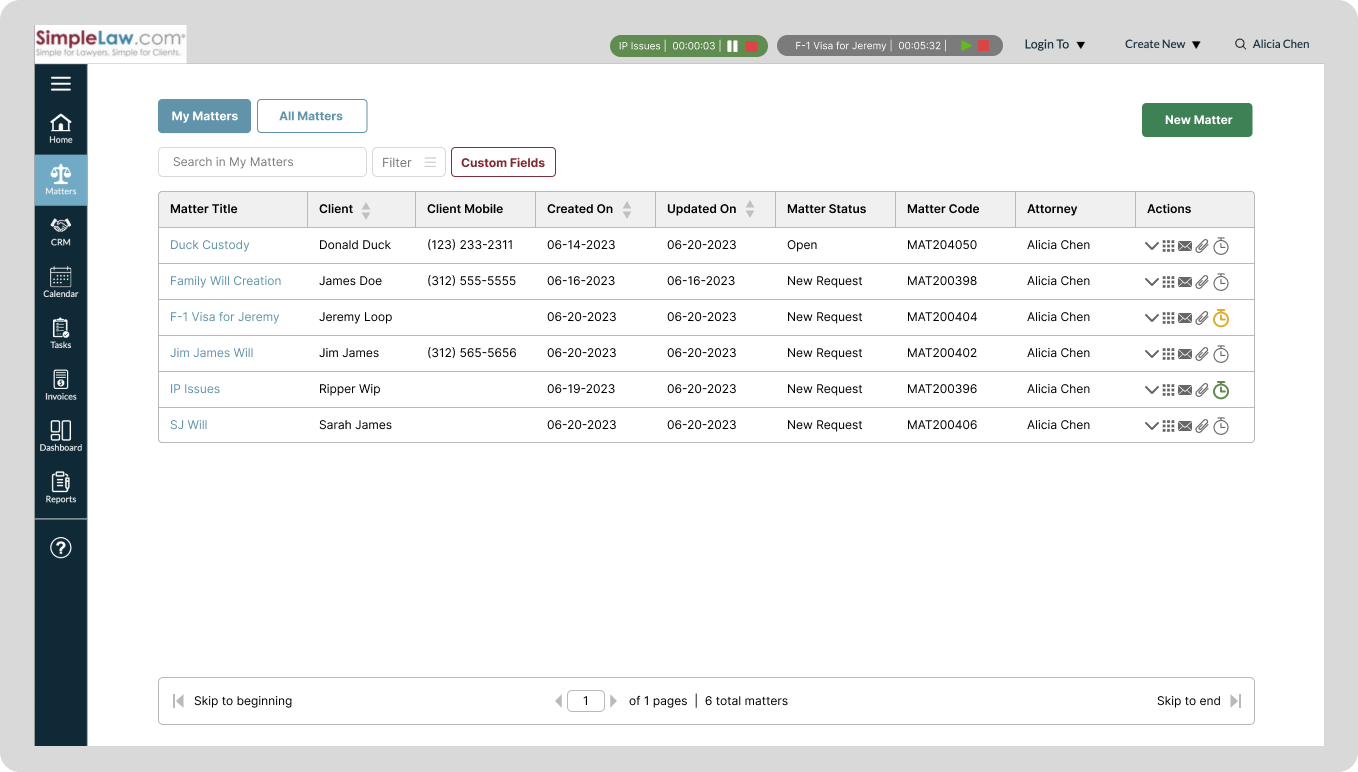 SimpleLaw.com®
Simple for Lawyers. Simple for Clients.
IP Issues | 00:00:03 |
F-1 Visa for Jeremy | 00:05:32 |
Login To ▼
Create New ▼
Alicia Chen
Home
Matters
CRM
Calendar
Tasks
Invoices
Dashboard
Reports
?
My Matters
All Matters
New Matter
Search in My Matters
Filter
Custom Fields
Matter Title Client Client Mobile Created On Updated On Matter Status Matter Code Attorney Actions
Duck Custody Donald Duck (123) 233-2311 06-14-2023 06-20-2023 Open MAT204050 Alicia Chen
Family Will Creation James Doe (312) 555-5555 06-16-2023 06-16-2023 New Request MAT200398 Alicia Chen
F-1 Visa for Jeremy Jeremy Loop 06-20-2023 06-20-2023 New Request MAT200404 Alicia Chen
Jim James Will Jim James (312) 565-5656 06-20-2023 06-20-2023 New Request MAT200402 Alicia Chen
IP Issues Ripper Wip 06-19-2023 06-20-2023 New Request MAT200396 Alicia Chen
SJ Will Sarah James 06-20-2023 06-20-2023 New Request MAT200406 Alicia Chen
Skip to beginning
1 of 1 pages | 6 total matters
Skip to end